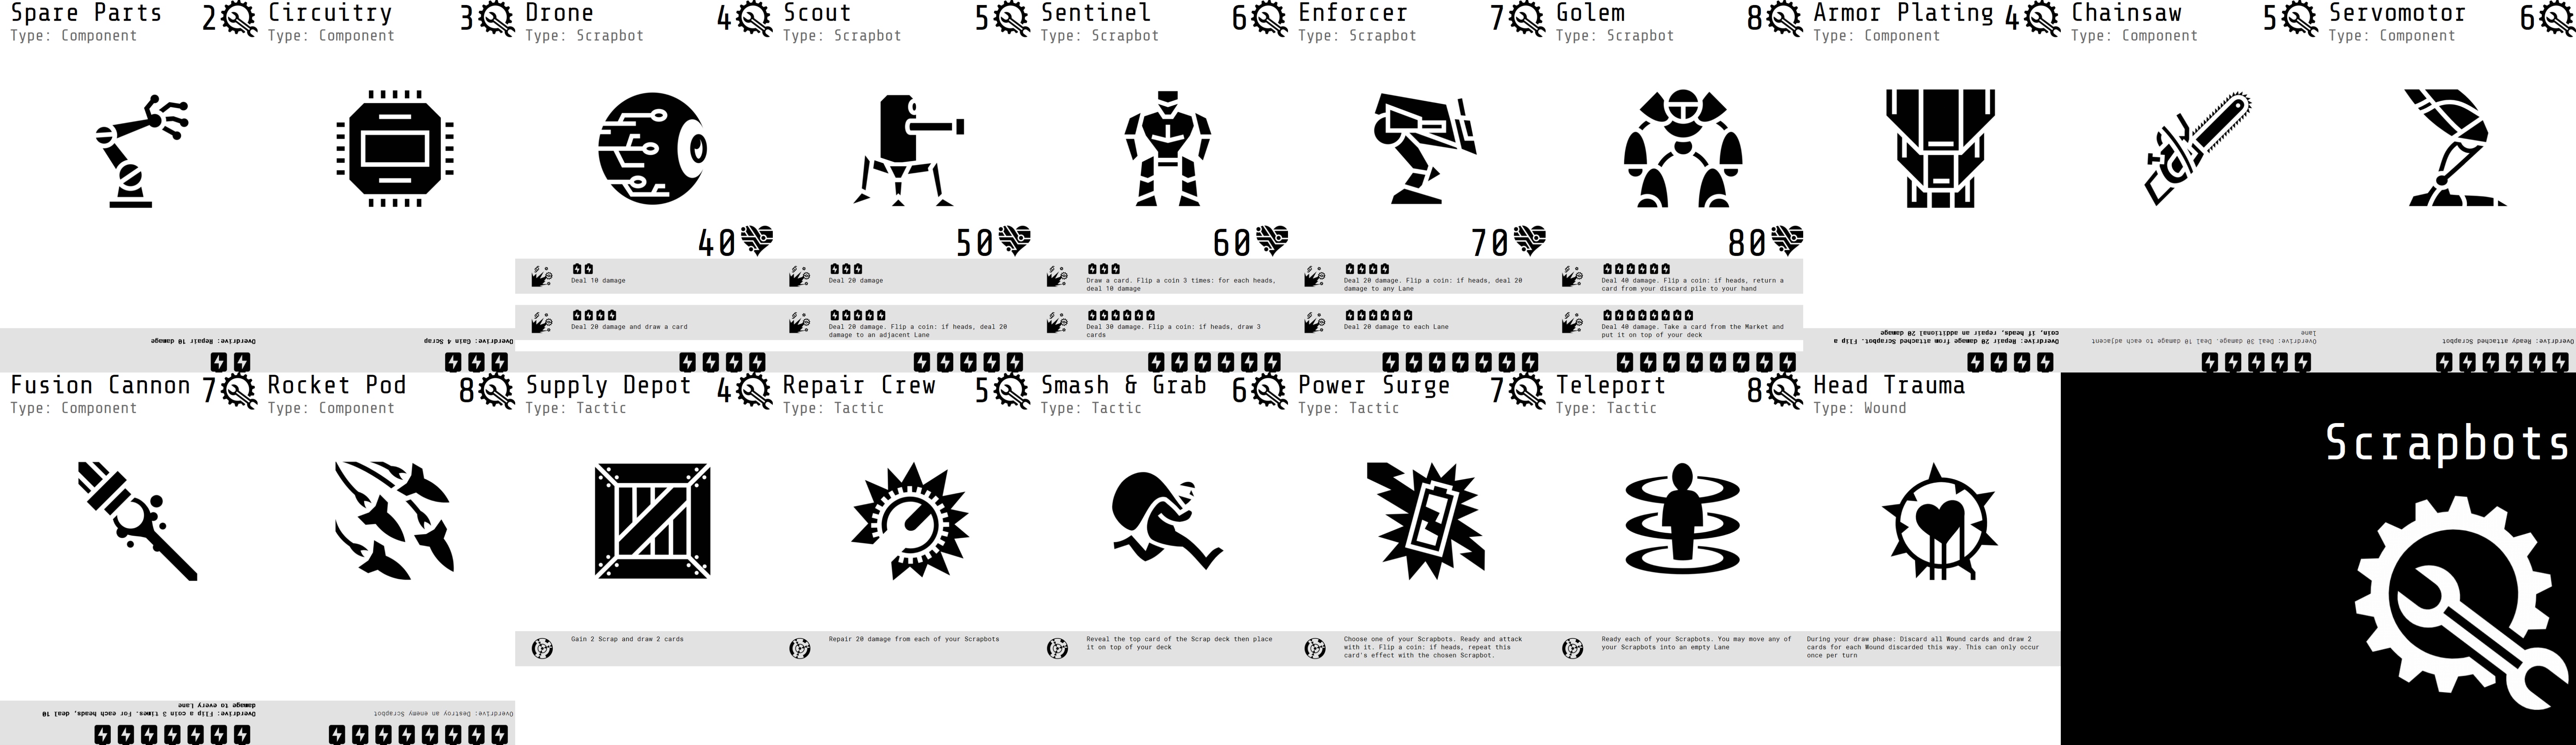 Spare Parts 2
Type: Component
Overdrive: Repair 10 damage
Circuitry 3
Type: Component
Overdrive: Gain 4 Scrap
Drone 4
Type: Scrapbot
40
Deal 10 damage
Deal 20 damage and draw a card
Scout 5
Type: Scrapbot
50
Deal 20 damage
Deal 20 damage. Flip a coin: if heads, deal 20
damage to an adjacent Lane
Sentinel 6
Type: Scrapbot
60
Draw a card. Flip a coin 3 times: for each heads,
deal 10 damage
Deal 30 damage. Flip a coin: if heads, draw 3
cards
Enforcer 7
Type: Scrapbot
70
Deal 20 damage. Flip a coin: if heads, deal 20
damage to any Lane
Deal 20 damage to each Lane
Golem 8
Type: Scrapbot
80
Deal 40 damage. Flip a coin: if heads, return a
card from your discard pile to your hand
Deal 40 damage. Take a card from the Market and
put it on top of your deck
Armor Plating 4
Type: Component
Overdrive: Repair 20 damage from attached Scrapbot. Flip a
coin, if heads, repair an additional 20 damage
Chainsaw 5
Type: Component
Overdrive: Deal 30 damage. Deal 10 damage to each adjacent
lane
Servomotor 6
Type: Component
Overdrive: Ready attached Scrapbot
Fusion Cannon 7
Type: Component
Overdrive: Flip a coin 3 times. For each heads, deal 10
damage to every lane
Rocket Pod 8
Type: Component
Overdrive: Destroy an enemy Scrapbot
Supply Depot 4
Type: Tactic
Gain 2 Scrap and draw 2 cards
Repair Crew 5
Type: Tactic
Repair 20 damage from each of your Scrapbots
Smash & Grab 6
Type: Tactic
Reveal the top card of the Scrap deck then place
it on top of your deck
Power Surge 7
Type: Tactic
Choose one of your Scrapbots. Ready and attack
with it. Flip a coin: if heads, repeat this
card's effect with the chosen Scrapbot.
Teleport 8
Type: Tactic
Ready each of your Scrapbots. You may move any of
your Scrapbots into an empty Lane
Head Trauma
Type: Wound
During your draw phase: Discard all Wound cards and draw 2
cards for each Wound discarded this way. This can only occur
once per turn
Scrapbots